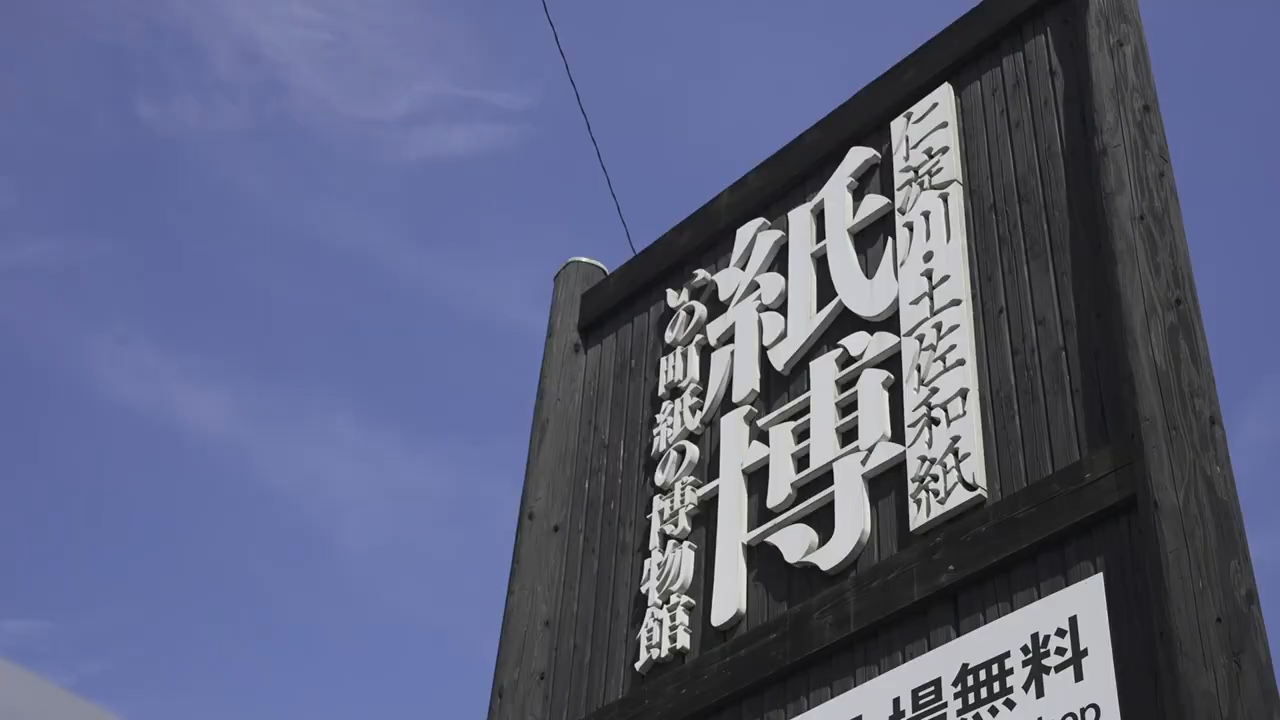 仁淀川・土佐和紙
紙博
いの町紙の博物館
場無料